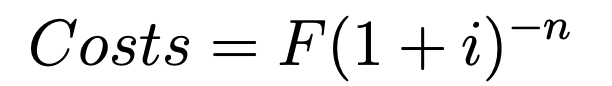 Costs = F(1 + i)⁻ⁿ